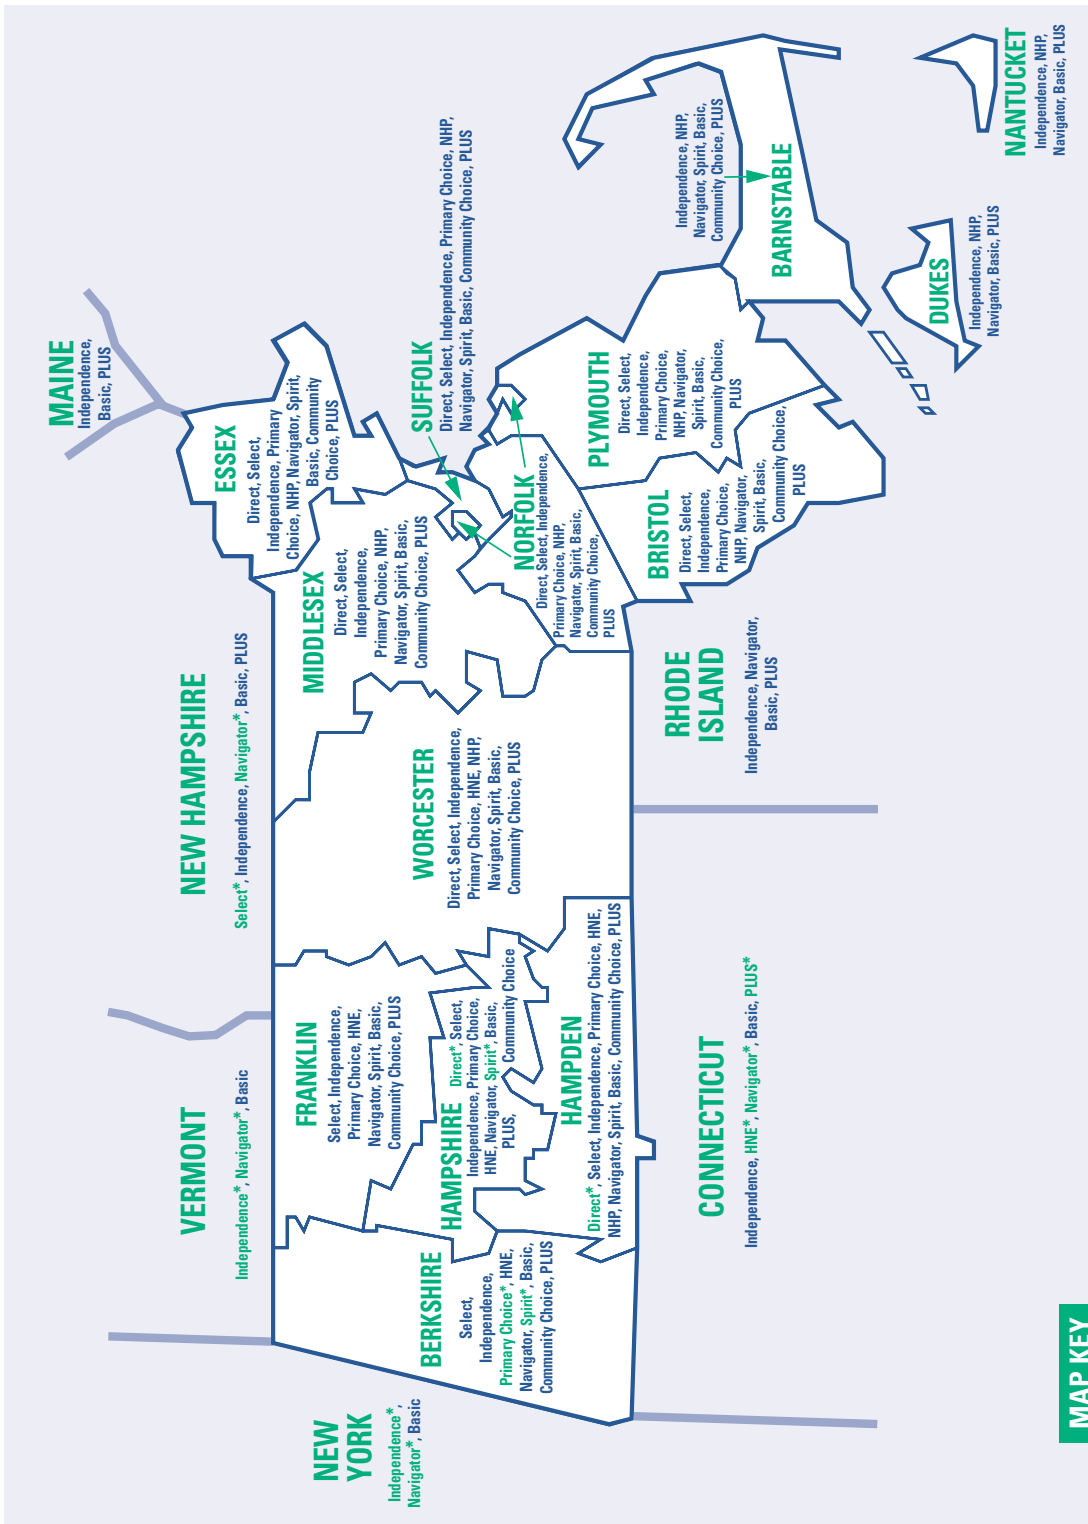 MAINE
Independence,
Basic, PLUS
NEW HAMPSHIRE
Select*, Independence, Navigator*, Basic, PLUS
VERMONT
Independence*, Navigator*, Basic
NEW
YORK
Independence*,
Navigator*, Basic
ESSEX
Direct, Select,
Independence, Primary
Choice, NHP, Navigator, Spirit,
Basic, Community
Choice, PLUS
MIDDLESEX
Direct, Select,
Independence,
Primary Choice, NHP,
Navigator, Spirit, Basic,
Community Choice, PLUS
SUFFOLK
Direct, Select, Independence, Primary Choice, NHP,
Navigator, Spirit, Basic, Community Choice, PLUS
WORCESTER
Direct, Select, Independence,
Primary Choice, HNE, NHP,
Navigator, Spirit, Basic,
Community Choice, PLUS
FRANKLIN
Select, Independence,
Primary Choice, HNE,
Navigator, Spirit, Basic,
Community Choice, PLUS
HAMPSHIRE
Direct*, Select,
Independence, Primary Choice,
HNE, Navigator, Spirit*, Basic,
PLUS, Community Choice
BERKSHIRE
Select,
Independence,
Primary Choice*, HNE,
Navigator, Spirit*, Basic,
Community Choice, PLUS
HAMPDEN
Direct*, Select, Independence, Primary Choice, HNE,
NHP, Navigator, Spirit, Basic, Community Choice, PLUS
NORFOLK
Direct, Select, Independence,
Primary Choice, NHP,
Navigator, Spirit, Basic,
Community Choice,
PLUS
PLYMOUTH
Direct, Select,
Independence,
Primary Choice,
NHP, Navigator,
Spirit, Basic,
Community Choice,
PLUS
BRISTOL
Direct, Select,
Independence,
Primary Choice,
NHP, Navigator,
Spirit, Basic,
Community Choice,
PLUS
Independence, NHP,
Navigator, Spirit, Basic,
Community Choice, PLUS
BARNSTABLE
DUKES
Independence, NHP,
Navigator, Basic, PLUS
NANTUCKET
Independence, NHP,
Navigator, Basic, PLUS
RHODE
ISLAND
Independence, Navigator,
Basic, PLUS
CONNECTICUT
Independence, HNE*, Navigator*, Basic, PLUS*
MAP KEY